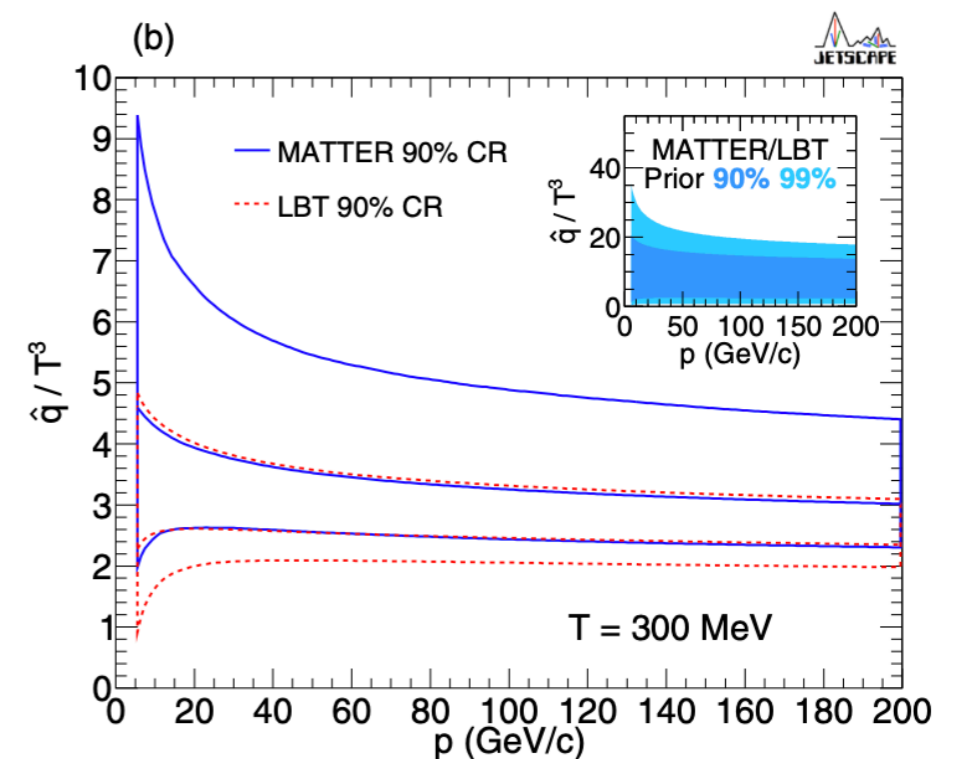 (b)
JETSCAPE
10
9
8
7
6
5
4
3
2
1
0
q̂ / T³
MATTER 90% CR
LBT 90% CR
MATTER/LBT
Prior 90% 99%
40
20
0
q̂ / T³
0 50 100 150 200
p (GeV/c)
T = 300 MeV
0 20 40 60 80 100 120 140 160 180 200
p (GeV/c)